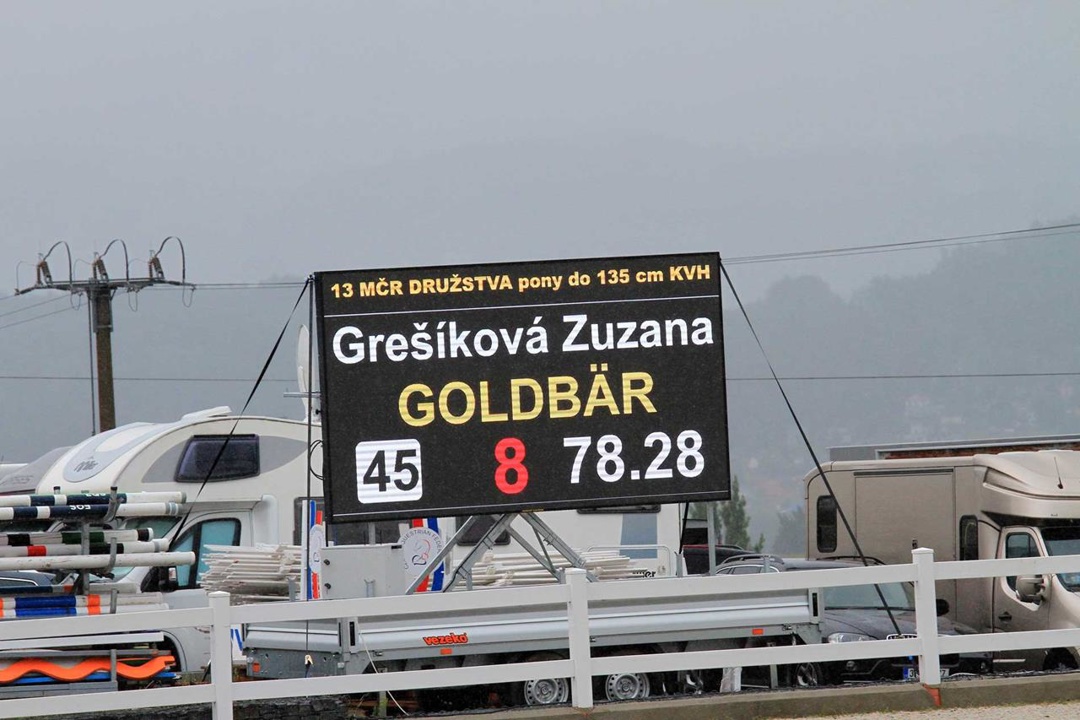 13 MČR DRUŽSTVA pony do 135 cm KVH
Grešíková Zuzana
GOLDBÄR
45 8 78.28
vezeko